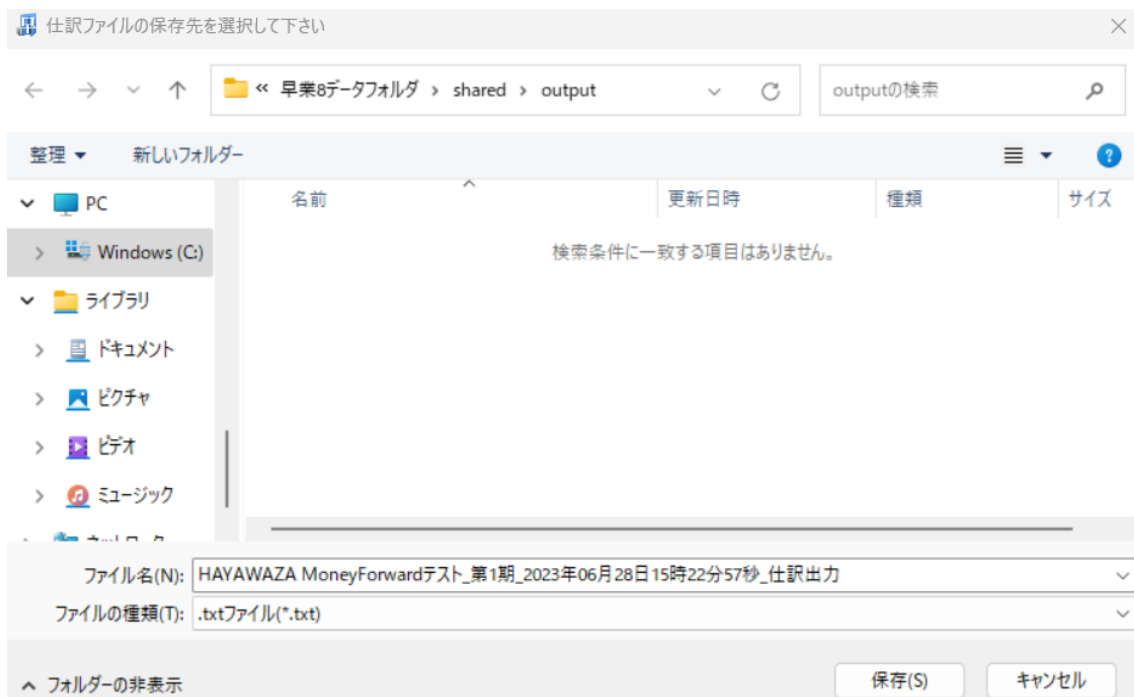 仕訳ファイルの保存先を選択して下さい
« 早業8データフォルダ › shared › output
outputの検索
整理
新しいフォルダー
名前
更新日時
種類
サイズ
検索条件に一致する項目はありません。
PC
Windows (C:)
ライブラリ
ドキュメント
ピクチャ
ビデオ
ミュージック
ファイル名(N): HAYAWAZA MoneyForwardテスト_第1期_2023年06月28日15時22分57秒_仕訳出力
ファイルの種類(T): .txtファイル(*.txt)
フォルダーの非表示
保存(S)
キャンセル